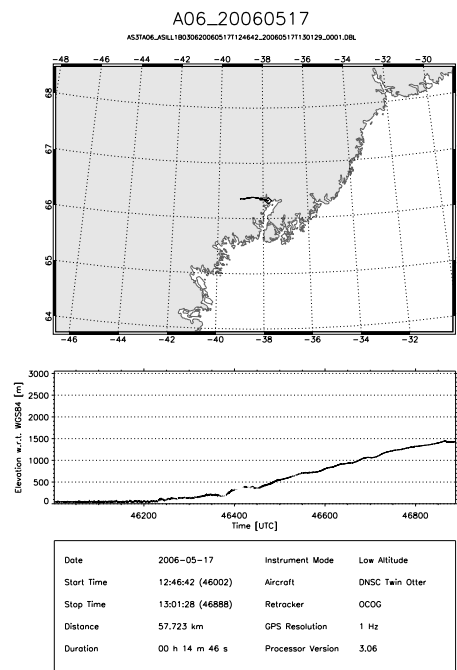 A06_20060517
AS3TA06_ASILL1B030620060517T124642_20060517T130129_0001.DBL
-48 -46 -44 -42 -40 -38 -36 -34 -32 -30
68
67
66
65
64
-46 -44 -42 -40 -38 -36 -34 -32
Elevation w.r.t. WGS84 [m]
3000
2500
2000
1500
1000
500
0
46200 46400 46600 46800
Time [UTC]
Date 2006-05-17 Instrument Mode Low Altitude
Start Time 12:46:42 (46002) Aircraft DNSC Twin Otter
Stop Time 13:01:28 (46888) Retracker OCOG
Distance 57.723 km GPS Resolution 1 Hz
Duration 00 h 14 m 46 s Processor Version 3.06